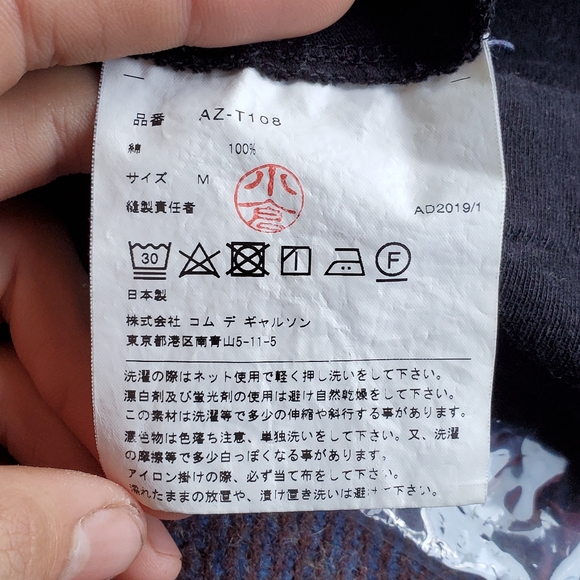 品番 AZ-T108
綿 100%
サイズ M
縫製責任者 小倉 AD2019/1
30 F
日本製
株式会社 コム デ ギャルソン
東京都港区南青山5-11-5
洗濯の際はネット使用で軽く押し洗いをして下さい。
漂白剤及び蛍光剤の使用は避け自然乾燥をして下さい。
この素材は洗濯等で多少の伸縮や斜行する事があります。
濃色物は色落ち注意、単独洗いをして下さい。又、洗濯
の摩擦等で多少白っぽくなる事があります。
アイロン掛けの際、必ず当て布をして下さい。
濡れたままの放置や、漬け置き洗いは避けて下さい。